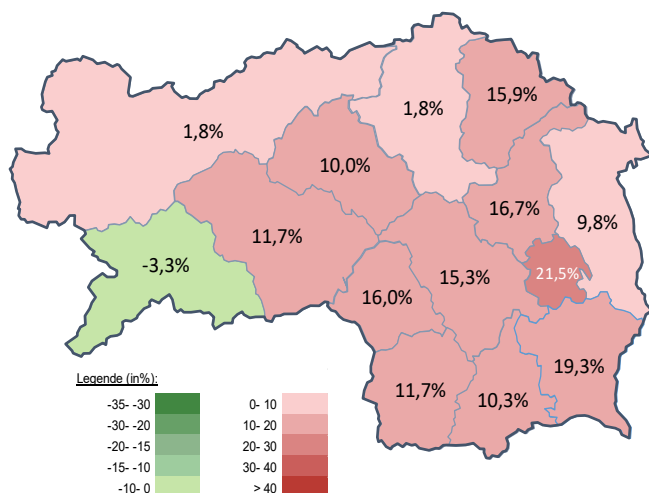 15,9%
1,8%
1,8%
10,0%
16,7%
9,8%
11,7%
-3,3%
15,3%
21,5%
16,0%
19,3%
11,7%
10,3%
Legende (in%):
-35- -30 0- 10
-30- -20 10- 20
-20- -15 20- 30
-15- -10 30- 40
-10- 0 > 40